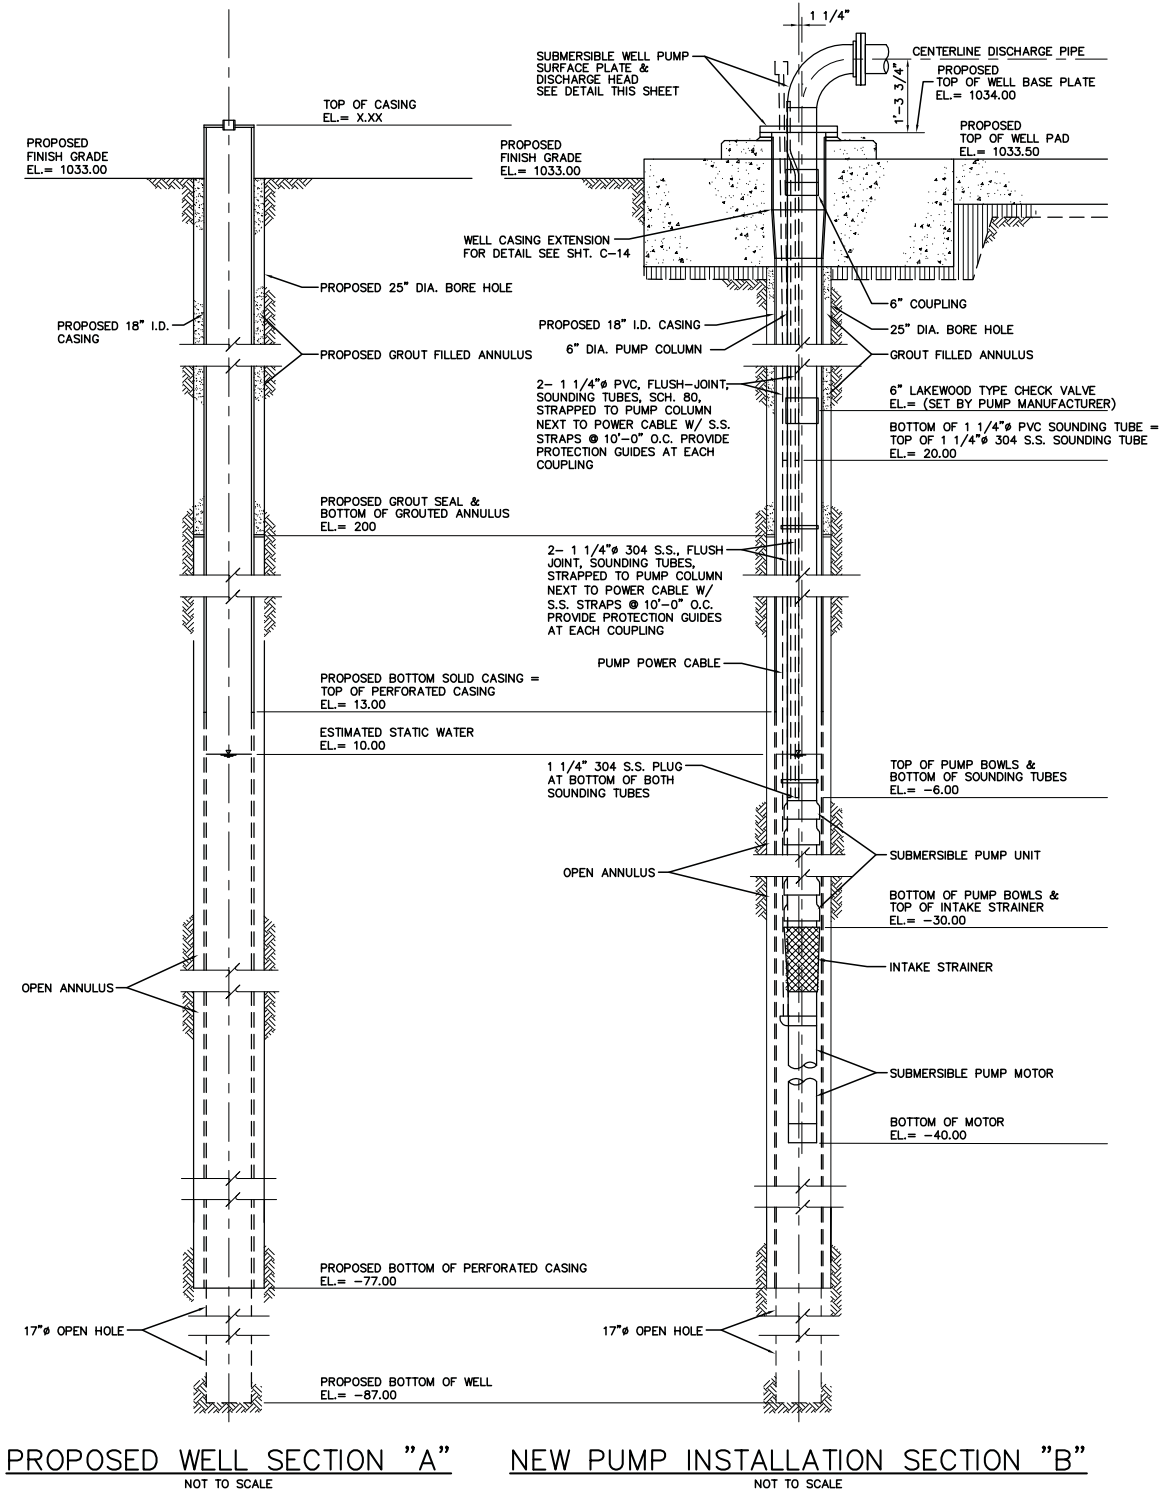 TOP OF CASING
EL.= X.XX
PROPOSED
FINISH GRADE
EL.= 1033.00
PROPOSED 25" DIA. BORE HOLE
PROPOSED 18" I.D.
CASING
PROPOSED GROUT FILLED ANNULUS
PROPOSED GROUT SEAL &
BOTTOM OF GROUTED ANNULUS
EL.= 200
PROPOSED BOTTOM SOLID CASING =
TOP OF PERFORATED CASING
EL.= 13.00
ESTIMATED STATIC WATER
EL.= 10.00
OPEN ANNULUS
PROPOSED BOTTOM OF PERFORATED CASING
EL.= -77.00
17"ø OPEN HOLE
PROPOSED BOTTOM OF WELL
EL.= -87.00
PROPOSED WELL SECTION "A"
NOT TO SCALE
1 1/4"
SUBMERSIBLE WELL PUMP
SURFACE PLATE &
DISCHARGE HEAD
SEE DETAIL THIS SHEET
CENTERLINE DISCHARGE PIPE
1'-3 3/4"
PROPOSED
TOP OF WELL BASE PLATE
EL.= 1034.00
PROPOSED
TOP OF WELL PAD
EL.= 1033.50
PROPOSED
FINISH GRADE
EL.= 1033.00
WELL CASING EXTENSION
FOR DETAIL SEE SHT. C-14
6" COUPLING
PROPOSED 18" I.D. CASING
25" DIA. BORE HOLE
6" DIA. PUMP COLUMN
GROUT FILLED ANNULUS
2- 1 1/4"ø PVC, FLUSH-JOINT,
SOUNDING TUBES, SCH. 80,
STRAPPED TO PUMP COLUMN
NEXT TO POWER CABLE W/ S.S.
STRAPS @ 10'-0" O.C. PROVIDE
PROTECTION GUIDES AT EACH
COUPLING
6" LAKEWOOD TYPE CHECK VALVE
EL.= (SET BY PUMP MANUFACTURER)
BOTTOM OF 1 1/4"ø PVC SOUNDING TUBE =
TOP OF 1 1/4"ø 304 S.S. SOUNDING TUBE
EL.= 20.00
2- 1 1/4"ø 304 S.S., FLUSH
JOINT, SOUNDING TUBES,
STRAPPED TO PUMP COLUMN
NEXT TO POWER CABLE W/
S.S. STRAPS @ 10'-0" O.C.
PROVIDE PROTECTION GUIDES
AT EACH COUPLING
PUMP POWER CABLE
1 1/4" 304 S.S. PLUG
AT BOTTOM OF BOTH
SOUNDING TUBES
TOP OF PUMP BOWLS &
BOTTOM OF SOUNDING TUBES
EL.= -6.00
SUBMERSIBLE PUMP UNIT
OPEN ANNULUS
BOTTOM OF PUMP BOWLS &
TOP OF INTAKE STRAINER
EL.= -30.00
INTAKE STRAINER
SUBMERSIBLE PUMP MOTOR
BOTTOM OF MOTOR
EL.= -40.00
17"ø OPEN HOLE
NEW PUMP INSTALLATION SECTION "B"
NOT TO SCALE